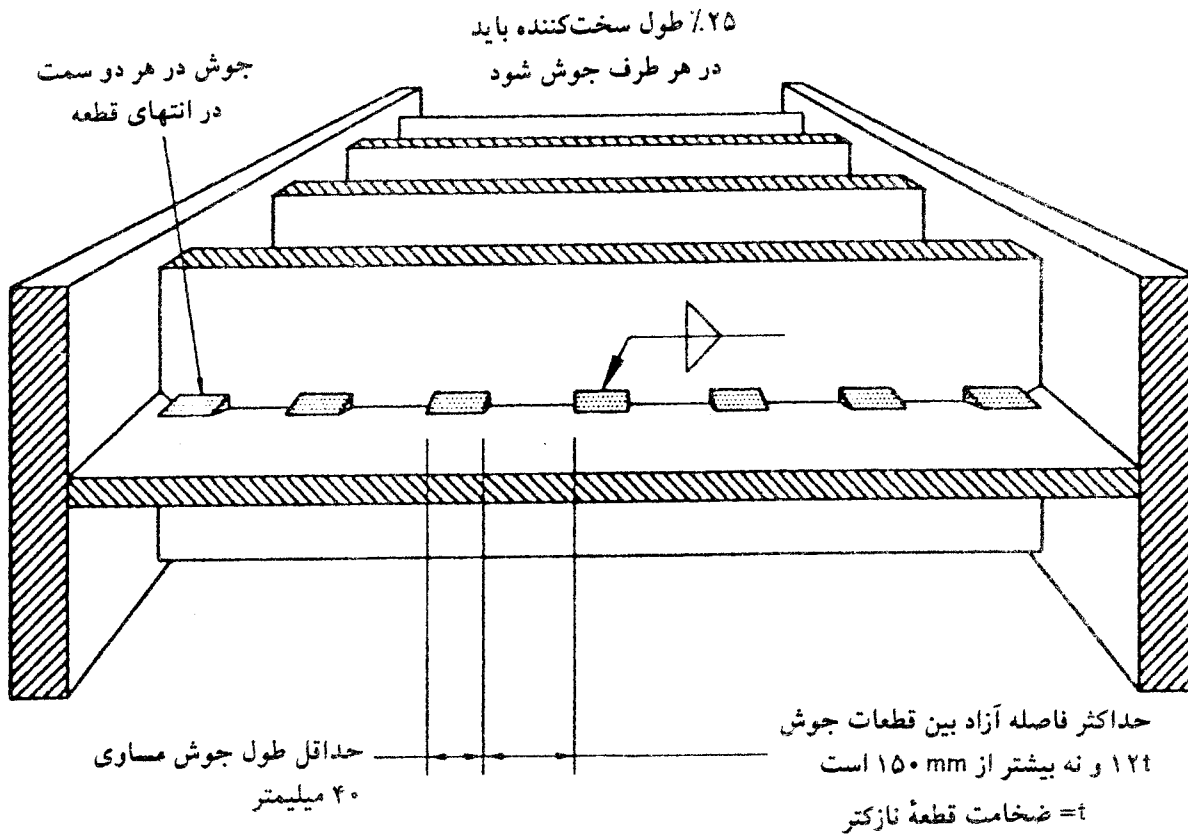 ۲۵٪ طول سخت‌کننده باید
در هر طرف جوش شود
جوش در هر دو سمت
در انتهای قطعه
حداکثر فاصله آزاد بین قطعات جوش
۱۲t و نه بیشتر از ۱۵۰ mm است
t= ضخامت قطعهٔ نازکتر
حداقل طول جوش مساوی
۴۰ میلیمتر